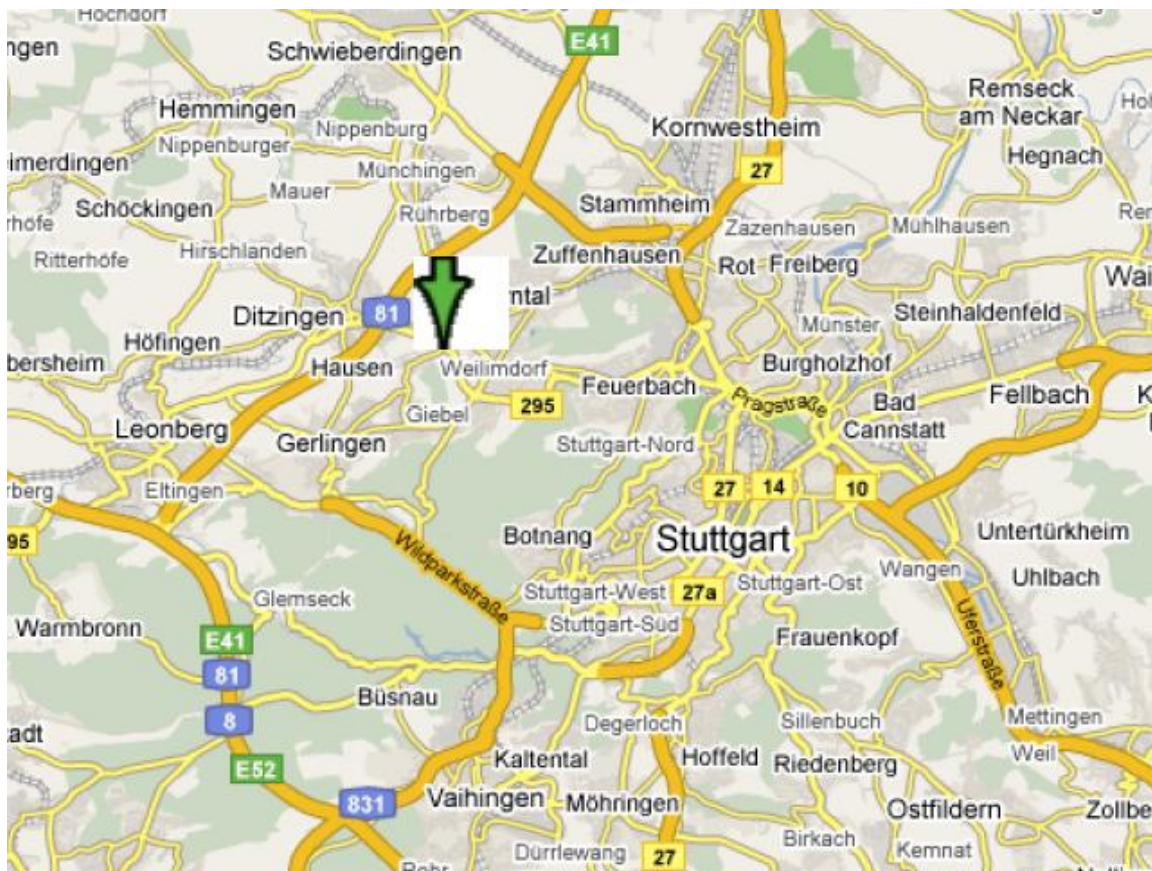 Hochdorf
E41
Schwieberdingen
Remseck
am Neckar
Hemmingen
Nippenburg
Kornwestheim
Nippenburger
Hegnach
Münchingen
27
Mauer
Schöckingen
Stammheim
Rührberg
Mühlhausen
Zazenhausen
Hirschlanden
Zuffenhausen
Ritterhöfe
Rot
Freiberg
81
Ditzingen
Steinhaldenfeld
Münster
Höfingen
Hausen
Weilimdorf
Burgholzhof
Feuerbach
Fellbach
295
Pragstraße
Bad
Cannstatt
Giebel
Leonberg
Gerlingen
Stuttgart-Nord
Eltingen
27
14
10
Botnang
Stuttgart
Untertürkheim
Wildparkstraße
Wangen
Uhlbach
Stuttgart-West
27a
Stuttgart-Ost
Glemseck
Stuttgart-Süd
Warmbronn
Frauenkopf
E41
Uferstraße
81
Büsnau
8
Degerloch
Sillenbuch
Mettingen
Weil
Kaltental
Hoffeld
Riedenberg
E52
831
Vaihingen
Möhringen
Ostfildern
Birkach
Dürrlewang
27
Kemnat